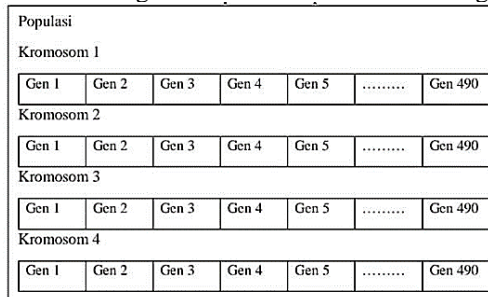 Populasi
Kromosom 1
Gen 1 Gen 2 Gen 3 Gen 4 Gen 5 ......... Gen 490
Kromosom 2
Gen 1 Gen 2 Gen 3 Gen 4 Gen 5 ......... Gen 490
Kromosom 3
Gen 1 Gen 2 Gen 3 Gen 4 Gen 5 ......... Gen 490
Kromosom 4
Gen 1 Gen 2 Gen 3 Gen 4 Gen 5 ......... Gen 490